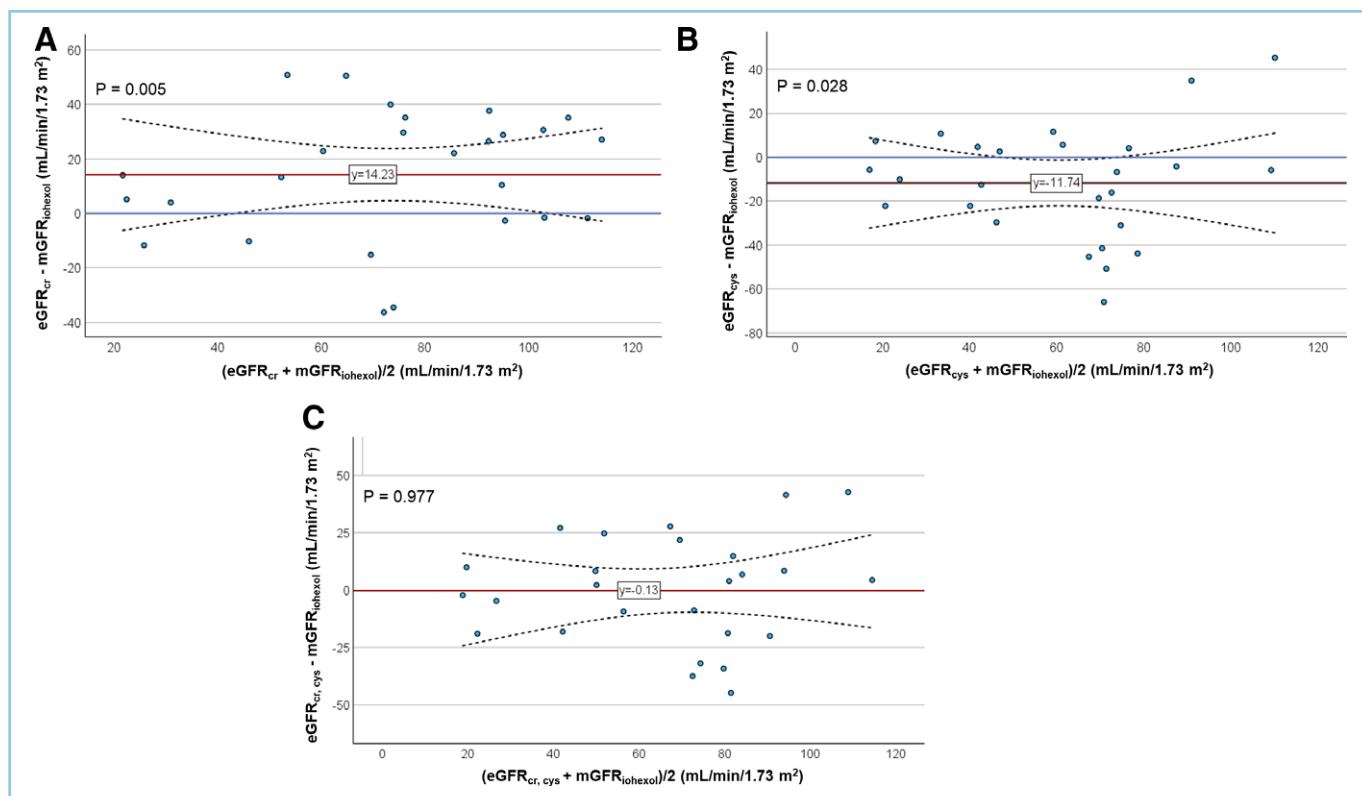 A
eGFRcr - mGFRiohexol (mL/min/1.73 m²)
60
40
20
0
-20
-40
P = 0.005
y=14.23
20 40 60 80 100 120
(eGFRcr + mGFRiohexol)/2 (mL/min/1.73 m²)
B
eGFRcys - mGFRiohexol (mL/min/1.73 m²)
40
20
0
-20
-40
-60
-80
P = 0.028
y=-11.74
0 20 40 60 80 100 120
(eGFRcys + mGFRiohexol)/2 (mL/min/1.73 m²)
C
eGFRcr, cys - mGFRiohexol (mL/min/1.73 m²)
50
25
0
-25
-50
P = 0.977
y=-0.13
0 20 40 60 80 100 120
(eGFRcr, cys + mGFRiohexol)/2 (mL/min/1.73 m²)